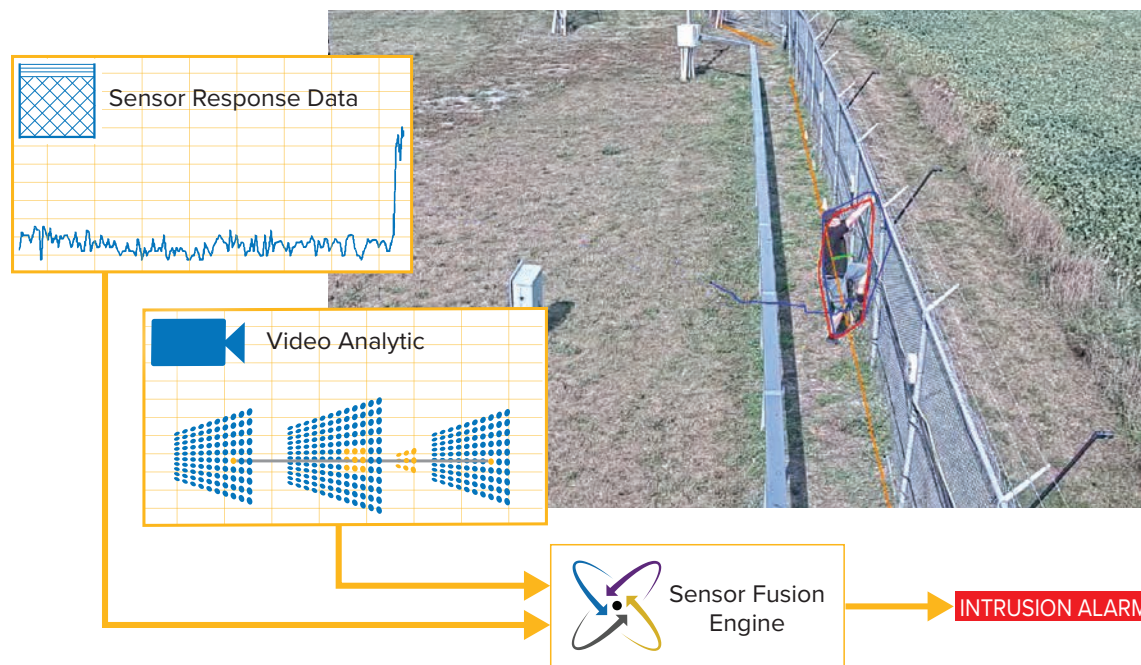 Sensor Response Data
Video Analytic
Sensor Fusion
Engine
INTRUSION ALARM